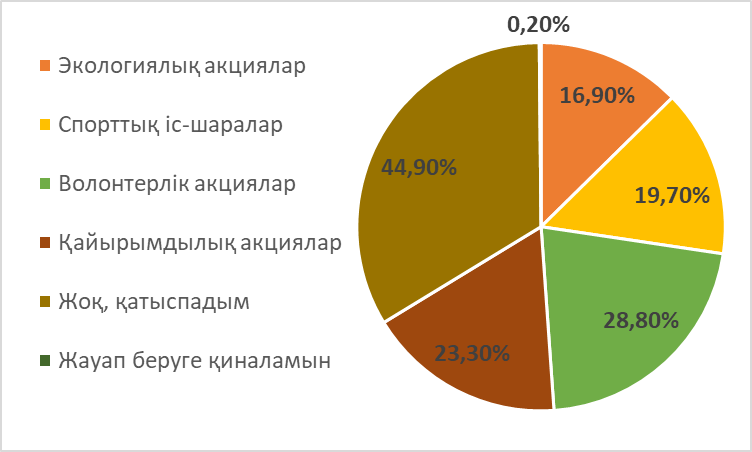 0,20%
Экологиялық акциялар
Спорттық іс-шаралар
Волонтерлік акциялар
Қайырымдылық акциялар
Жоқ, қатыспадым
Жауап беруге қиналамын
16,90%
19,70%
28,80%
23,30%
44,90%